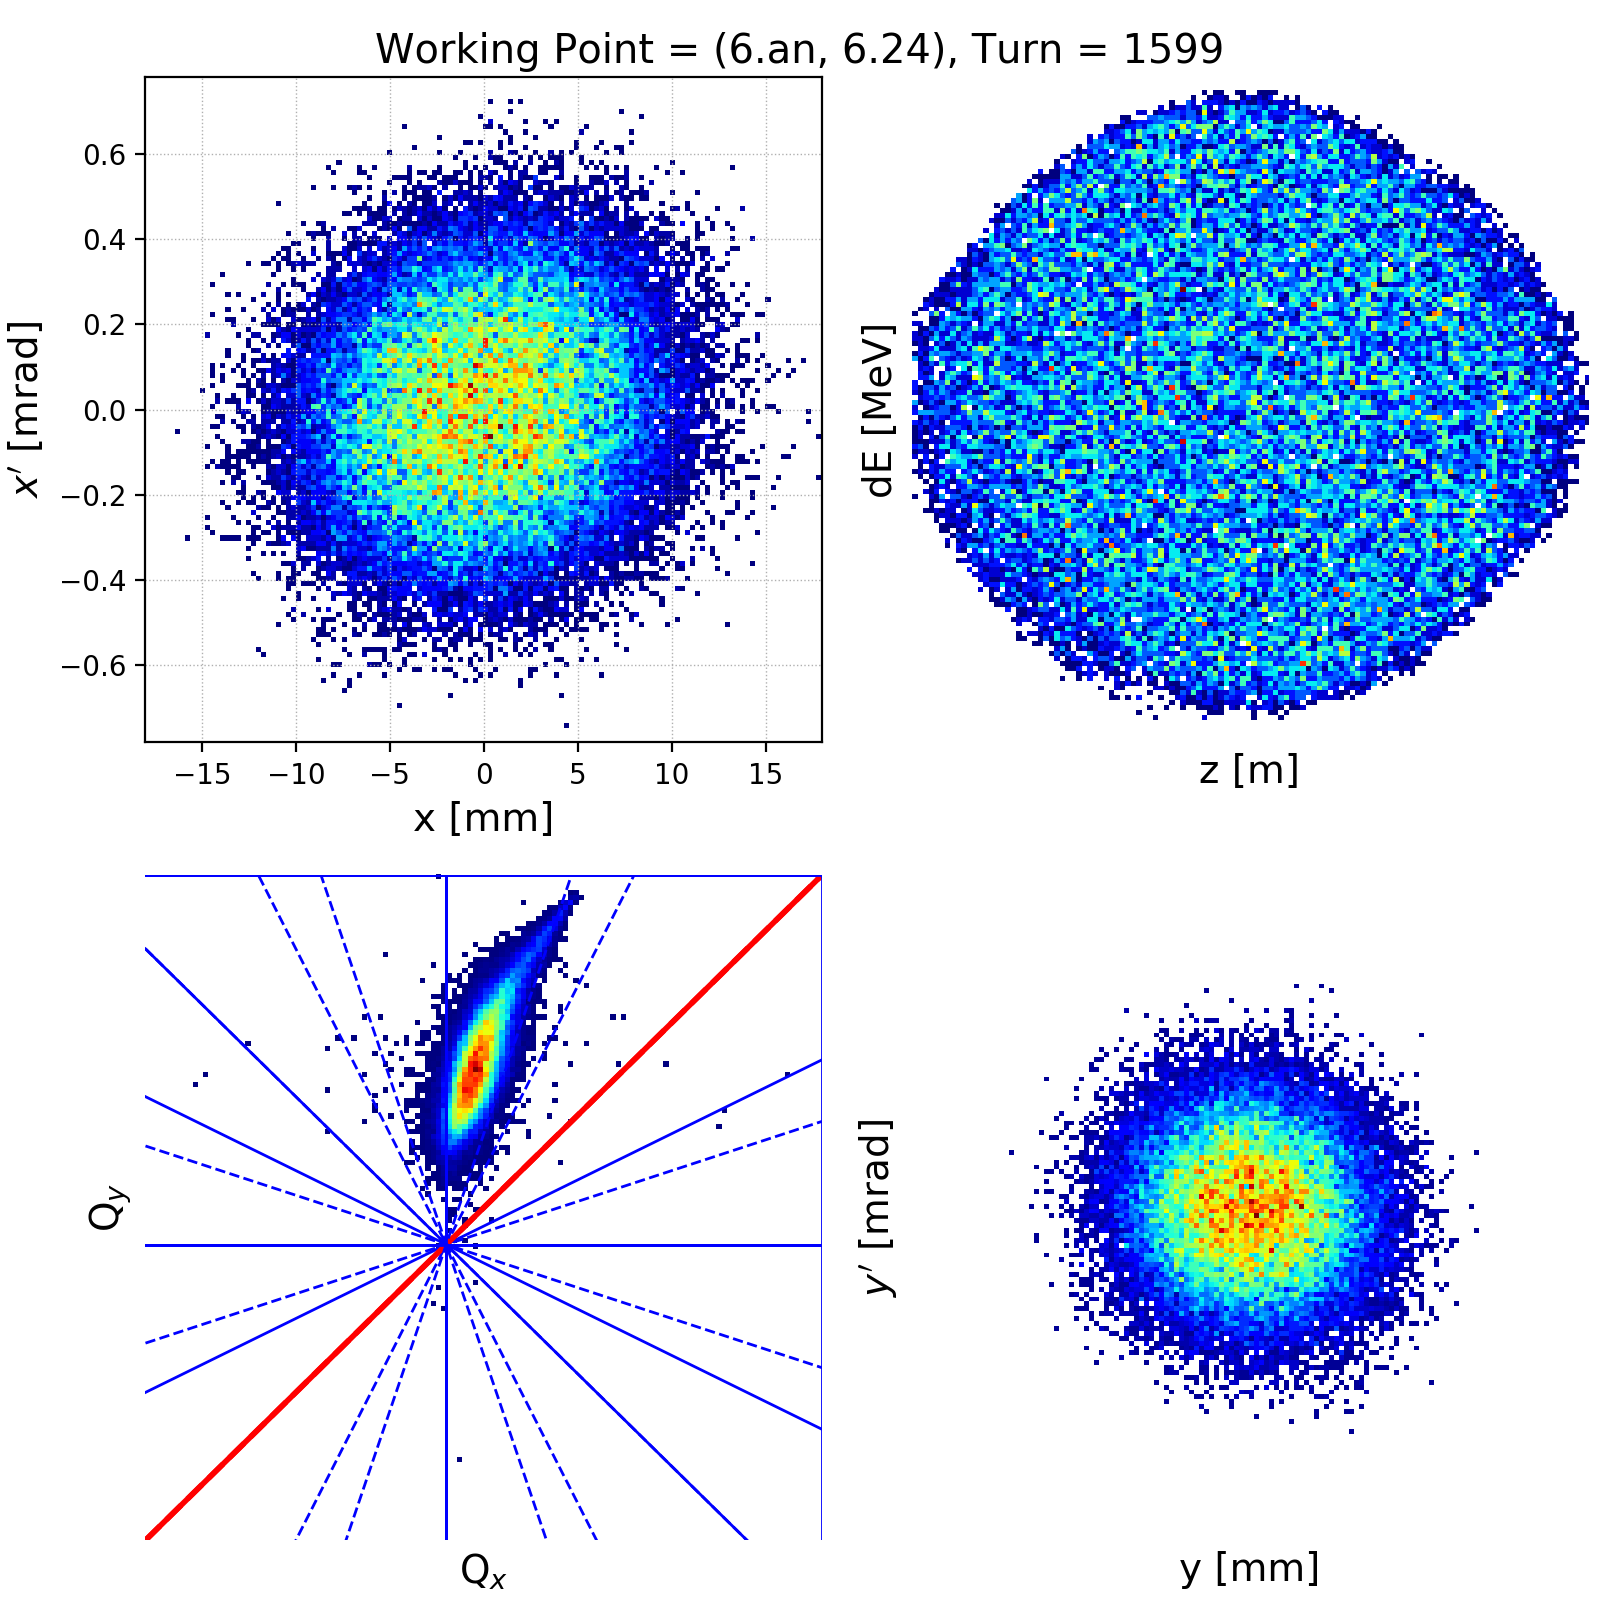 Working Point = (6.an, 6.24), Turn = 1599
0.6
0.4
0.2
0.0
−0.2
−0.4
−0.6
x′ [mrad]
−15 −10 −5 0 5 10 15
x [mm]
dE [MeV]
z [m]
Qy
Qx
y′ [mrad]
y [mm]